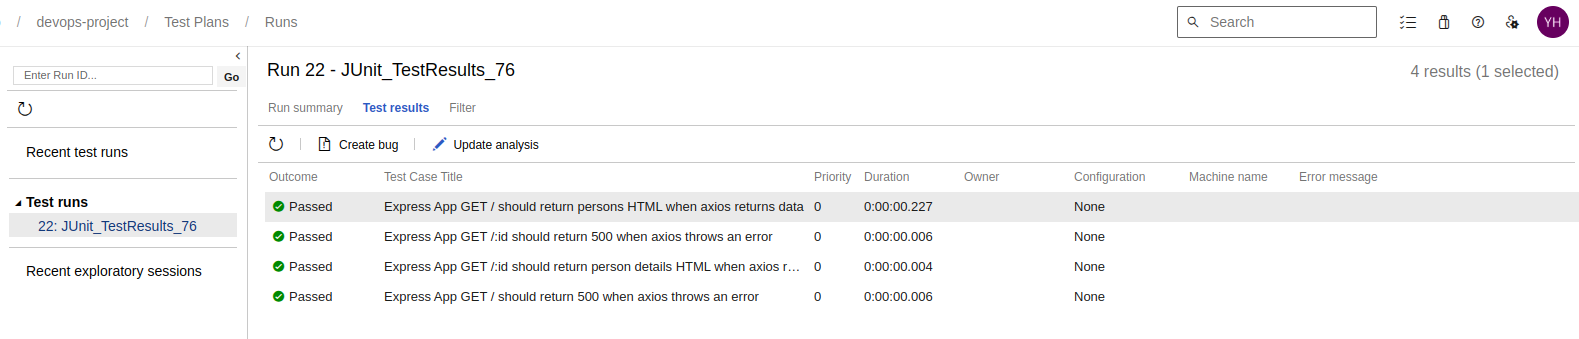 / devops-project / Test Plans / Runs
Search
YH
Enter Run ID...
Go
Recent test runs
Test runs
22: JUnit_TestResults_76
Recent exploratory sessions
Run 22 - JUnit_TestResults_76
4 results (1 selected)
Run summary Test results Filter
Create bug Update analysis
Outcome Test Case Title Priority Duration Owner Configuration Machine name Error message
Passed Express App GET / should return persons HTML when axios returns data 0 0:00:00.227 None
Passed Express App GET /:id should return 500 when axios throws an error 0 0:00:00.006 None
Passed Express App GET /:id should return person details HTML when axios r… 0 0:00:00.004 None
Passed Express App GET / should return 500 when axios throws an error 0 0:00:00.006 None